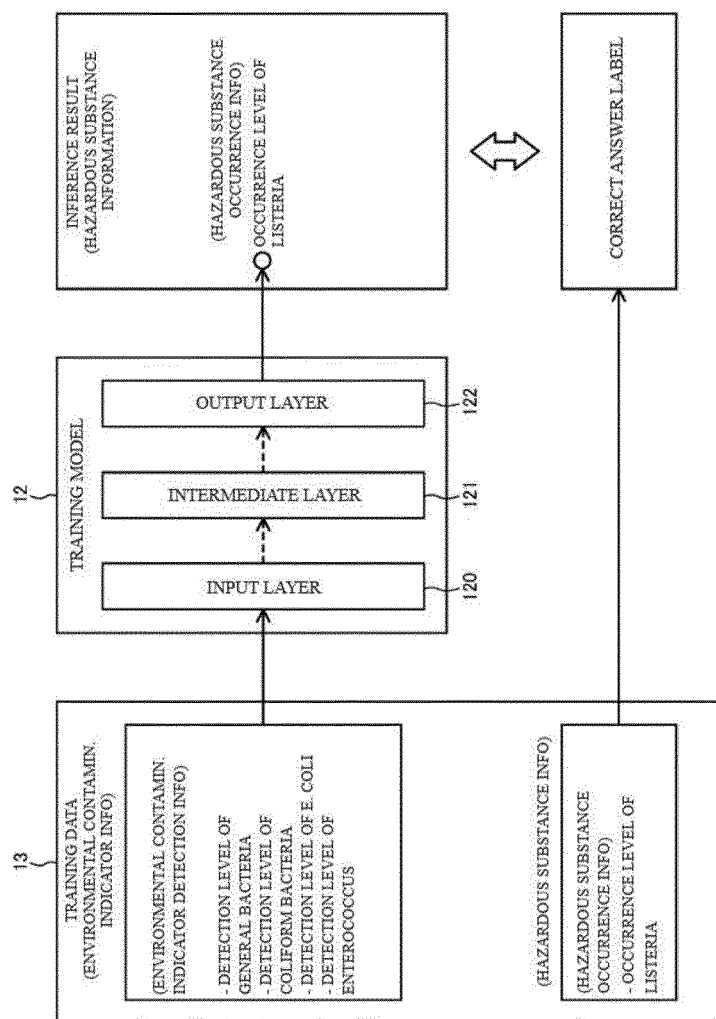 13
TRAINING DATA
(ENVIRONMENTAL CONTAMIN.
INDICATOR INFO)
(ENVIRONMENTAL CONTAMIN.
INDICATOR DETECTION INFO)
- DETECTION LEVEL OF
GENERAL BACTERIA
- DETECTION LEVEL OF
COLIFORM BACTERIA
- DETECTION LEVEL OF E. COLI
- DETECTION LEVEL OF
ENTEROCOCCUS
(HAZARDOUS SUBSTANCE INFO)
(HAZARDOUS SUBSTANCE
OCCURRENCE INFO)
- OCCURRENCE LEVEL OF
LISTERIA
12
TRAINING MODEL
INPUT LAYER
120
INTERMEDIATE LAYER
121
OUTPUT LAYER
122
INFERENCE RESULT
(HAZARDOUS SUBSTANCE
INFORMATION)
(HAZARDOUS SUBSTANCE
OCCURRENCE INFO)
OCCURRENCE LEVEL OF
LISTERIA
CORRECT ANSWER LABEL